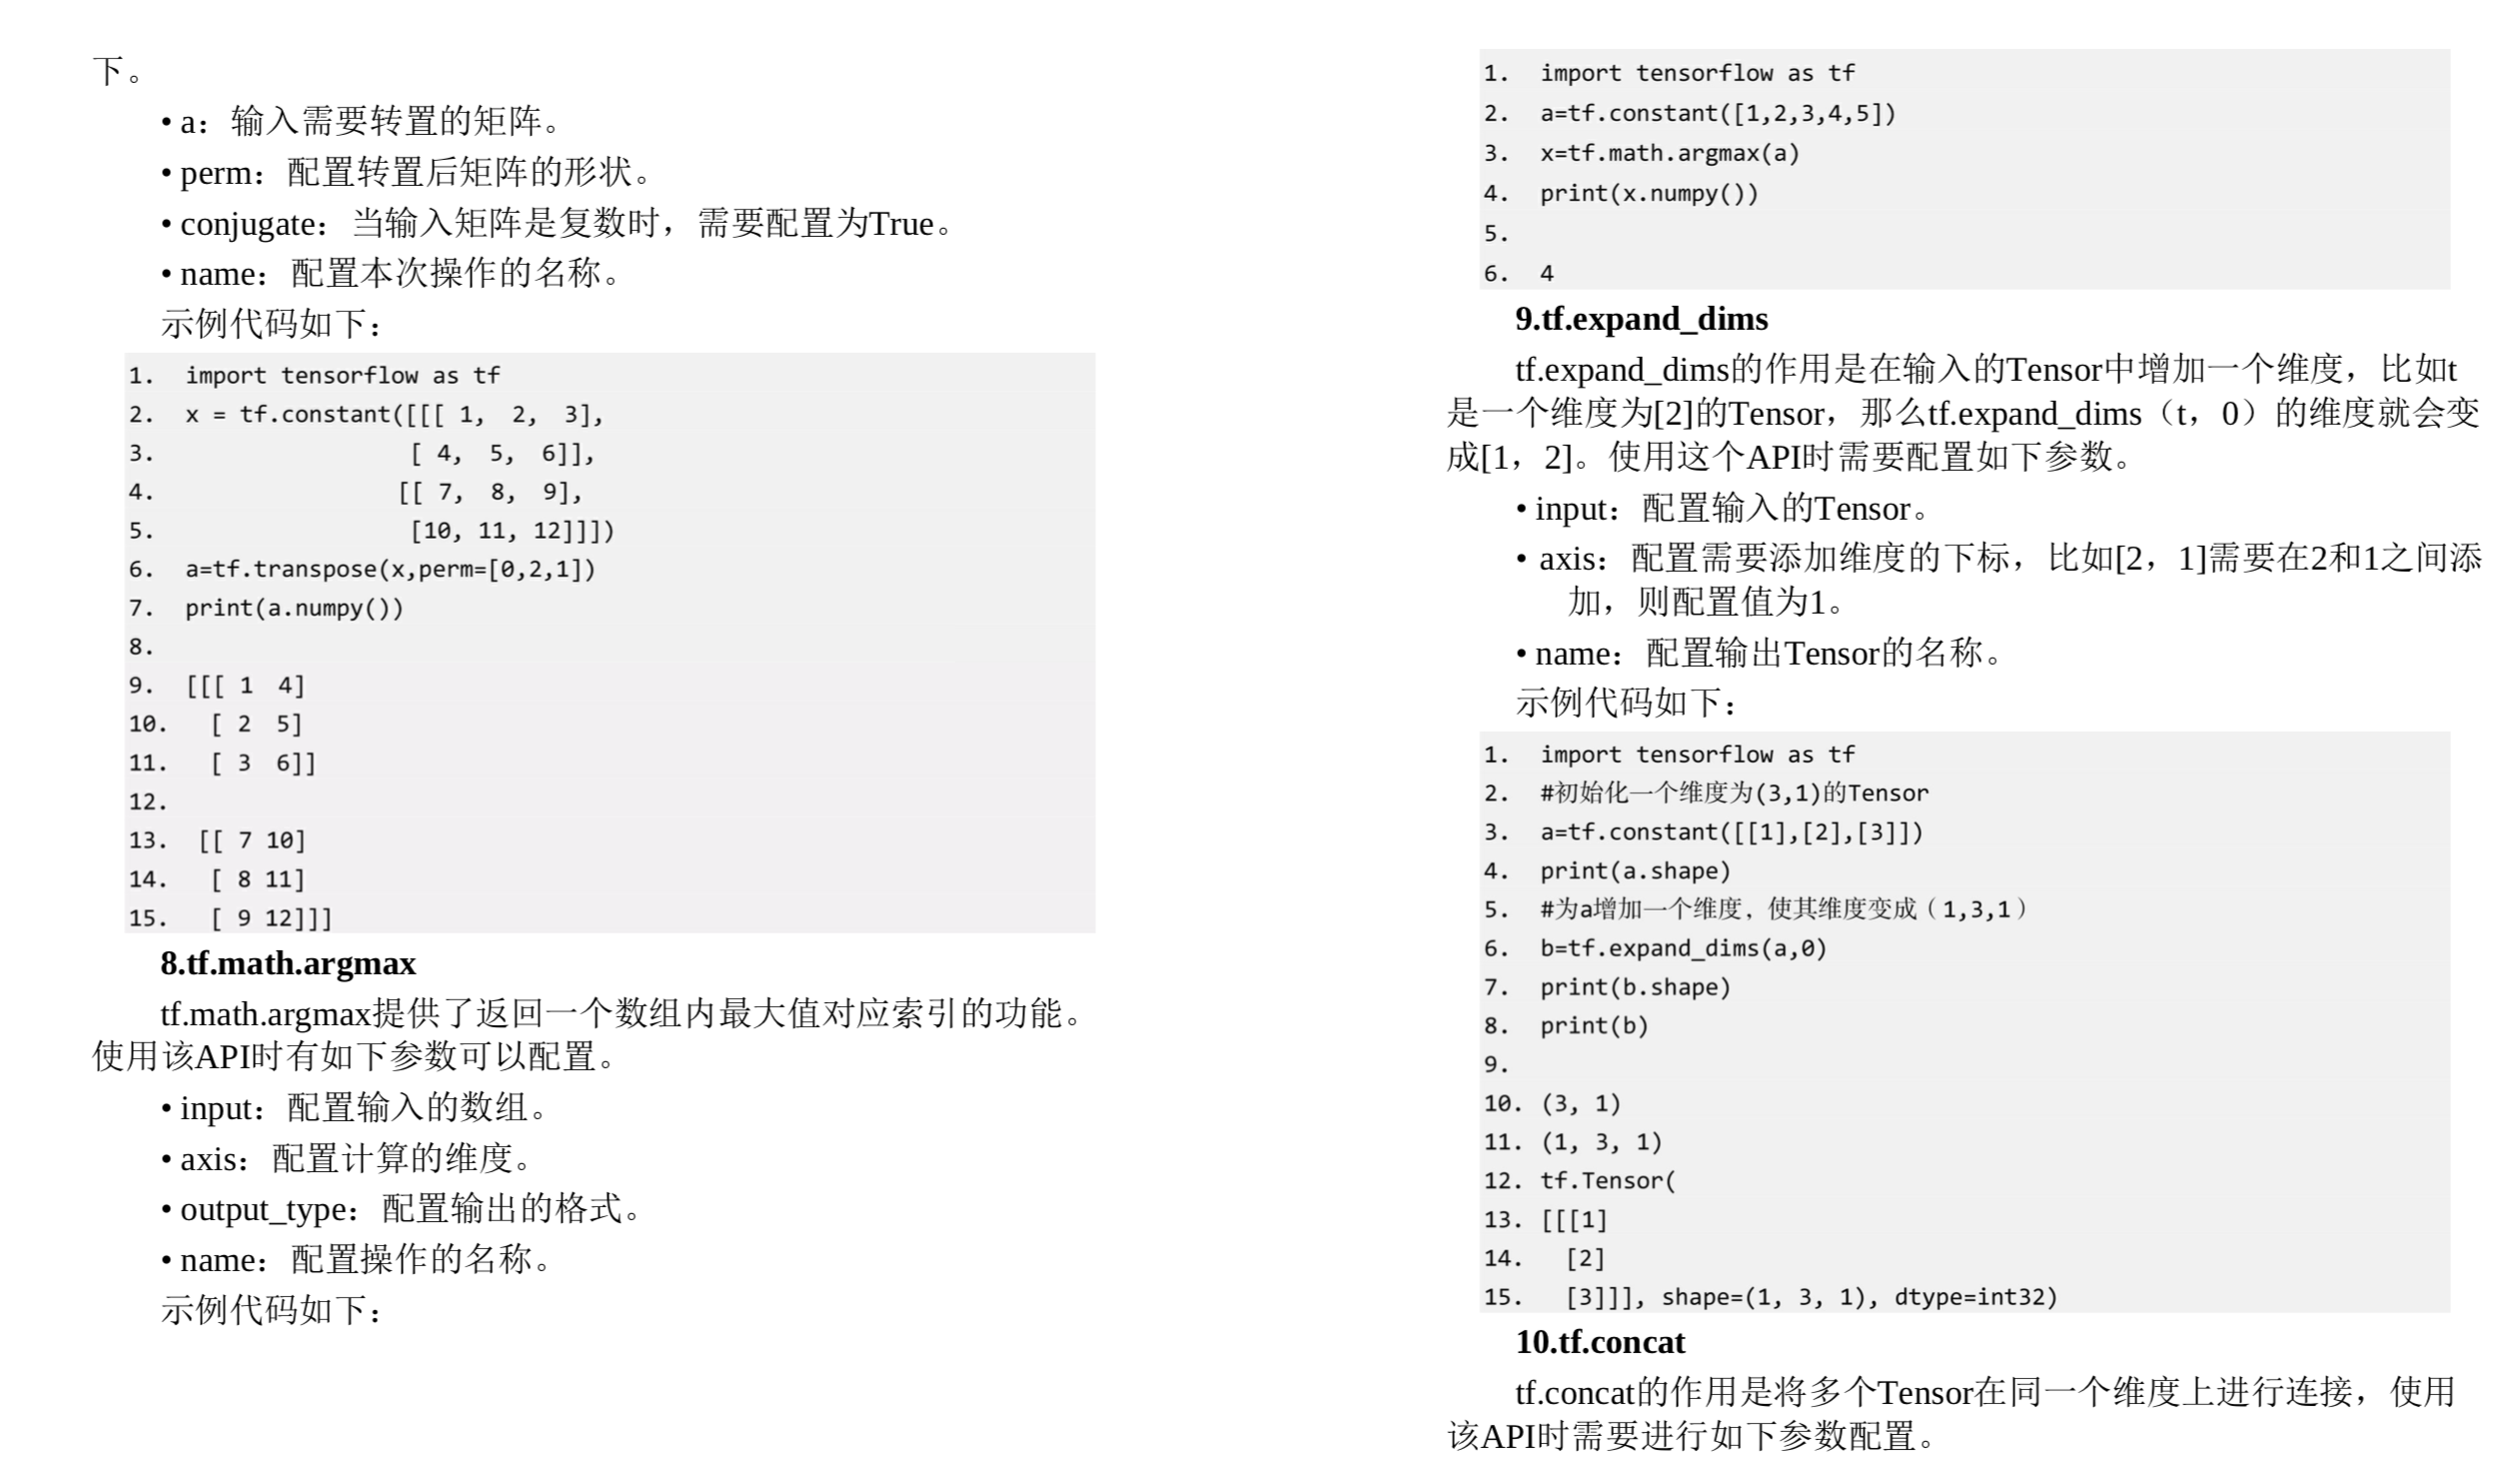 下。
• a：输入需要转置的矩阵。
• perm：配置转置后矩阵的形状。
• conjugate：当输入矩阵是复数时，需要配置为True。
• name：配置本次操作的名称。
示例代码如下：
1. import tensorflow as tf
2. x = tf.constant([[[ 1, 2, 3],
3. [ 4, 5, 6]],
4. [[ 7, 8, 9],
5. [10, 11, 12]]])
6. a=tf.transpose(x,perm=[0,2,1])
7. print(a.numpy())
8.
9. [[[ 1 4]
10. [ 2 5]
11. [ 3 6]]
12.
13. [[ 7 10]
14. [ 8 11]
15. [ 9 12]]]
8.tf.math.argmax
tf.math.argmax提供了返回一个数组内最大值对应索引的功能。
使用该API时有如下参数可以配置。
• input：配置输入的数组。
• axis：配置计算的维度。
• output_type：配置输出的格式。
• name：配置操作的名称。
示例代码如下：
1. import tensorflow as tf
2. a=tf.constant([1,2,3,4,5])
3. x=tf.math.argmax(a)
4. print(x.numpy())
5.
6. 4
9.tf.expand_dims
tf.expand_dims的作用是在输入的Tensor中增加一个维度，比如t
是一个维度为[2]的Tensor，那么tf.expand_dims（t，0）的维度就会变
成[1，2]。使用这个API时需要配置如下参数。
• input：配置输入的Tensor。
• axis：配置需要添加维度的下标，比如[2，1]需要在2和1之间添
加，则配置值为1。
• name：配置输出Tensor的名称。
示例代码如下：
1. import tensorflow as tf
2. #初始化一个维度为(3,1)的Tensor
3. a=tf.constant([[1],[2],[3]])
4. print(a.shape)
5. #为a增加一个维度，使其维度变成（1,3,1）
6. b=tf.expand_dims(a,0)
7. print(b.shape)
8. print(b)
9.
10. (3, 1)
11. (1, 3, 1)
12. tf.Tensor(
13. [[[1]
14. [2]
15. [3]]], shape=(1, 3, 1), dtype=int32)
10.tf.concat
tf.concat的作用是将多个Tensor在同一个维度上进行连接，使用
该API时需要进行如下参数配置。